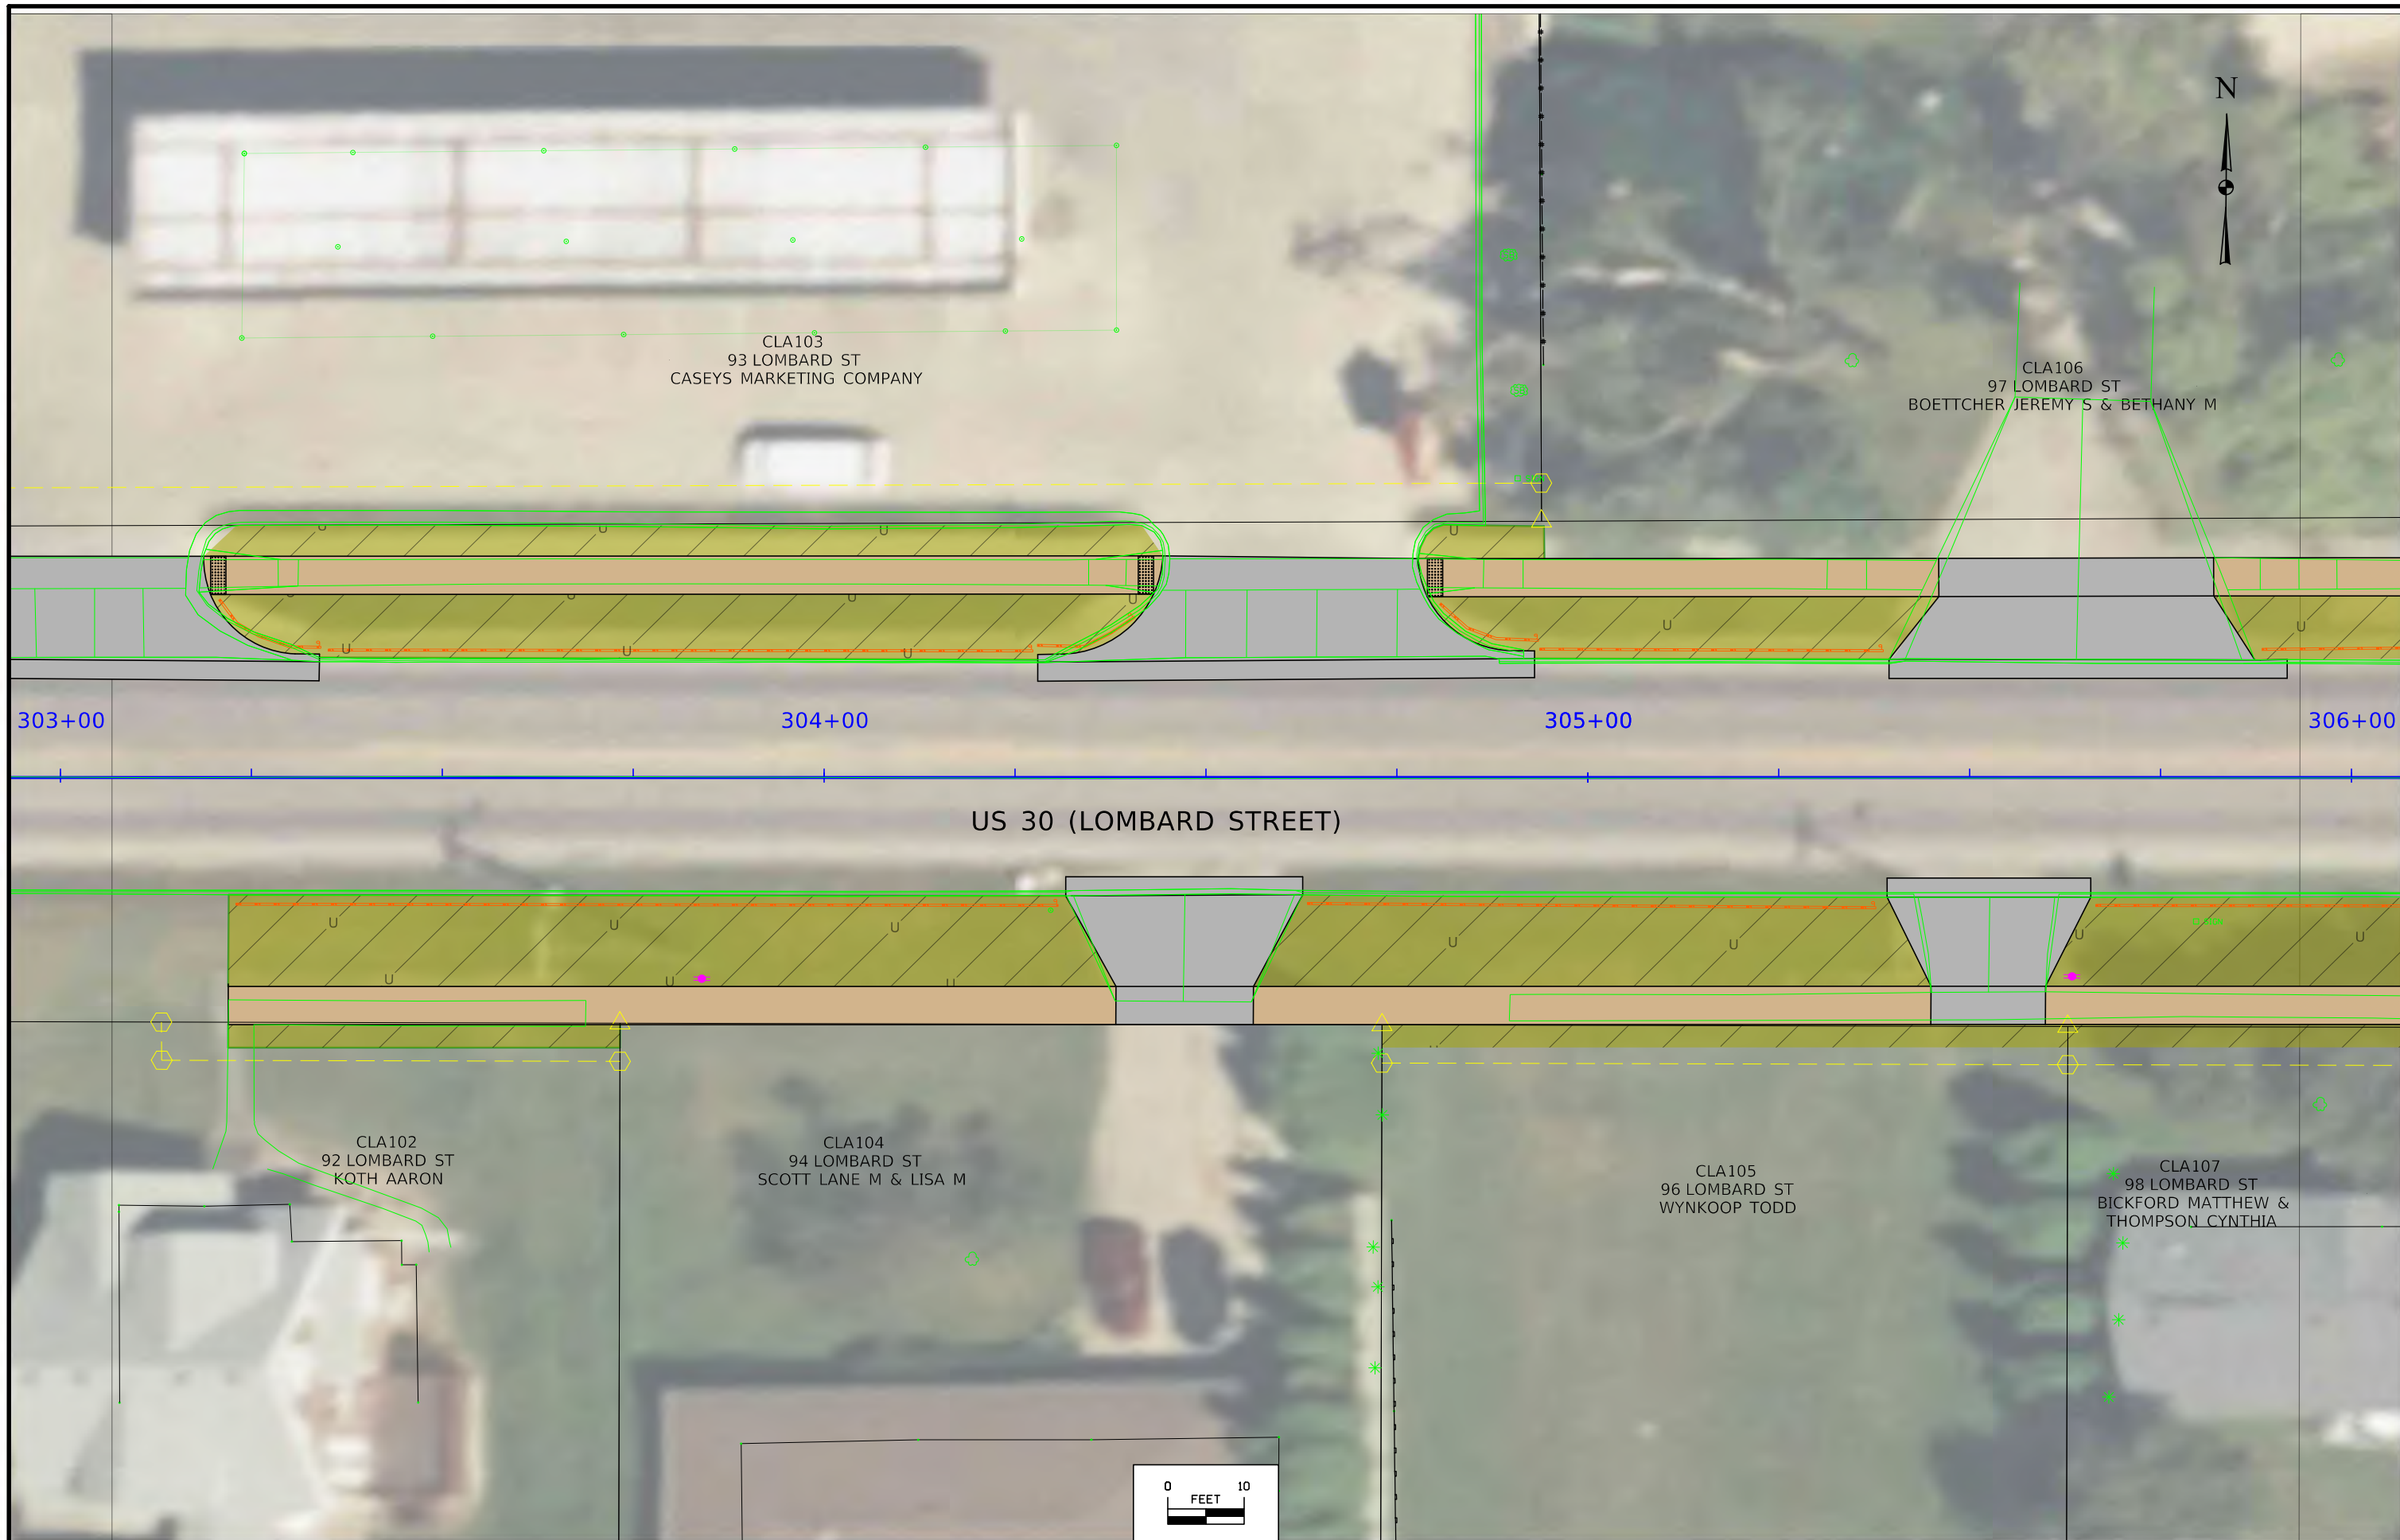 N
CLA103
93 LOMBARD ST
CASEYS MARKETING COMPANY
CLA106
97 LOMBARD ST
BOETTCHER JEREMY S & BETHANY M
U U U
U
U U U U
U U
U U U
303+00 304+00 305+00 306+00
US 30 (LOMBARD STREET)
U U U U U U U
U U U
CLA102
92 LOMBARD ST
KOTH AARON
CLA104
94 LOMBARD ST
SCOTT LANE M & LISA M
CLA105
96 LOMBARD ST
WYNKOOP TODD
CLA107
98 LOMBARD ST
BICKFORD MATTHEW &
THOMPSON CYNTHIA
0 10
FEET